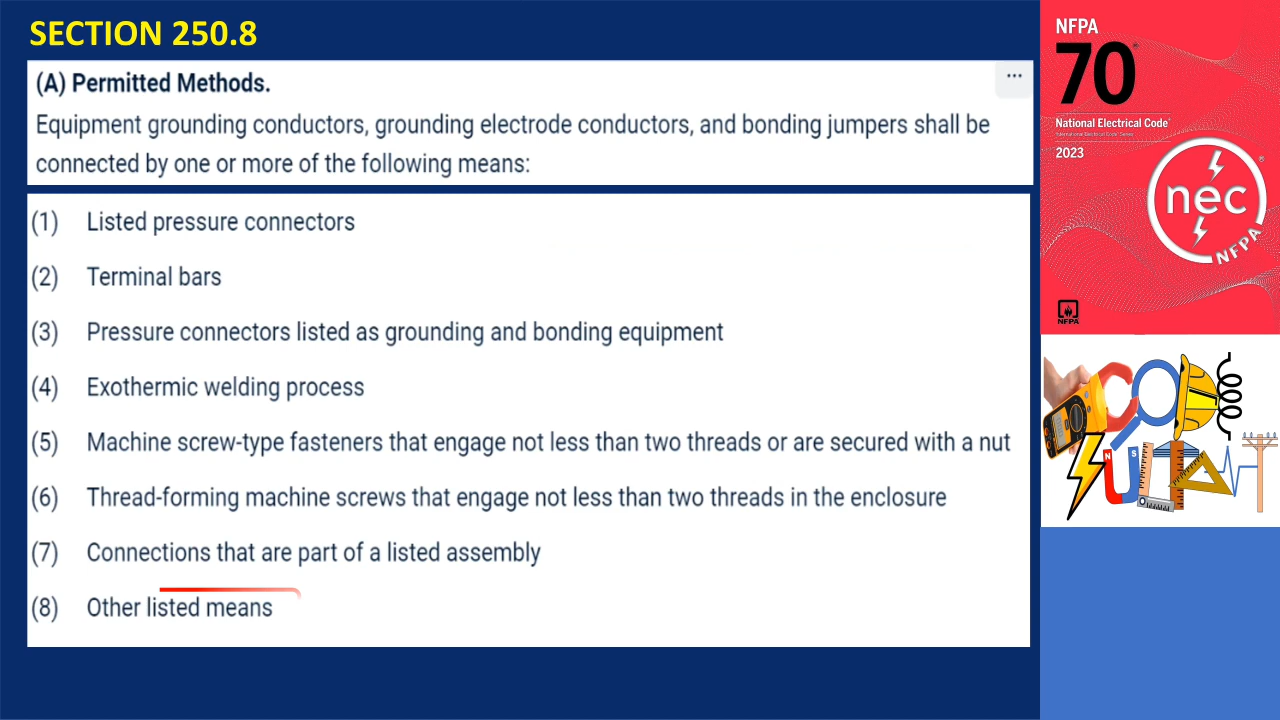 SECTION 250.8
(A) Permitted Methods.
Equipment grounding conductors, grounding electrode conductors, and bonding jumpers shall be
connected by one or more of the following means:
(1) Listed pressure connectors
(2) Terminal bars
(3) Pressure connectors listed as grounding and bonding equipment
(4) Exothermic welding process
(5) Machine screw-type fasteners that engage not less than two threads or are secured with a nut
(6) Thread-forming machine screws that engage not less than two threads in the enclosure
(7) Connections that are part of a listed assembly
(8) Other listed means
NFPA
70®
National Electrical Code®
International Electrical Code® Series
2023
nec®
NFPA
NFPA
N S